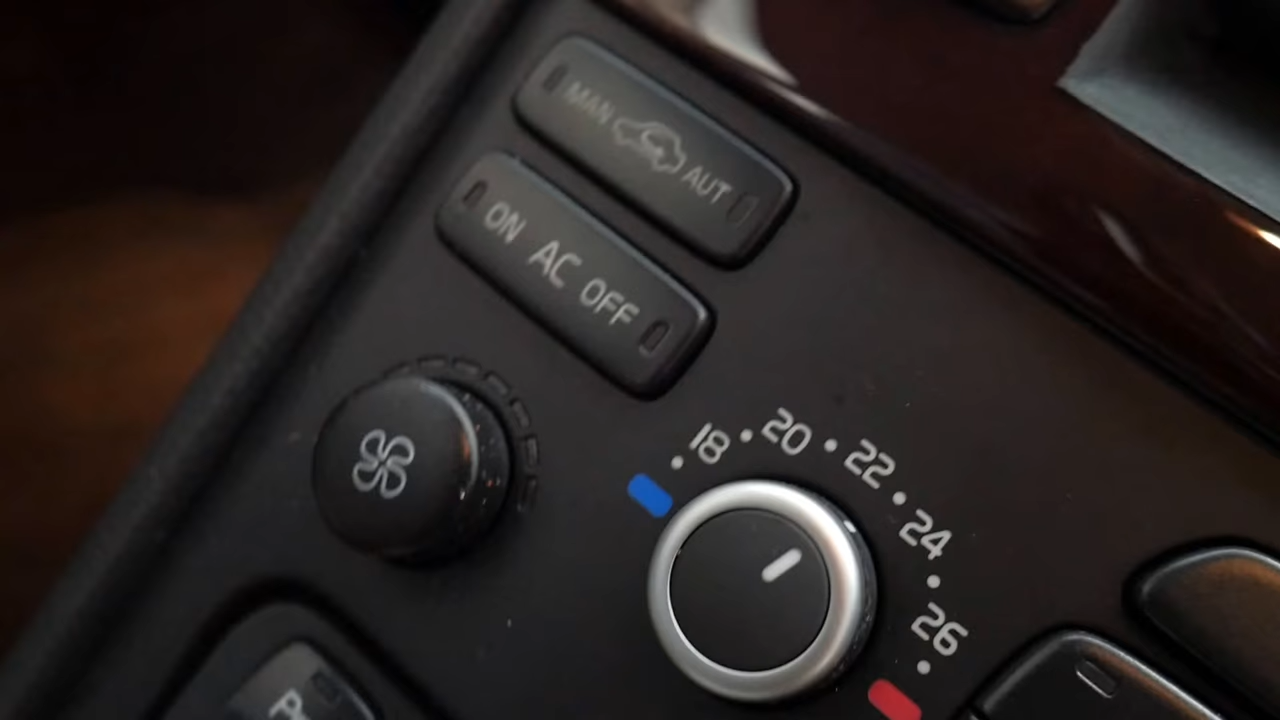 MAN AUT
ON AC OFF
18 • 20 • 22 • 24 • 26